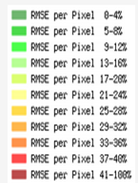 RMSE per Pixel 0-4%
RMSE per Pixel 5-8%
RMSE per Pixel 9-12%
RMSE per Pixel 13-16%
RMSE per Pixel 17-20%
RMSE per Pixel 21-24%
RMSE per Pixel 25-28%
RMSE per Pixel 29-32%
RMSE per Pixel 33-36%
RMSE per Pixel 37-40%
RMSE per Pixel 41-100%